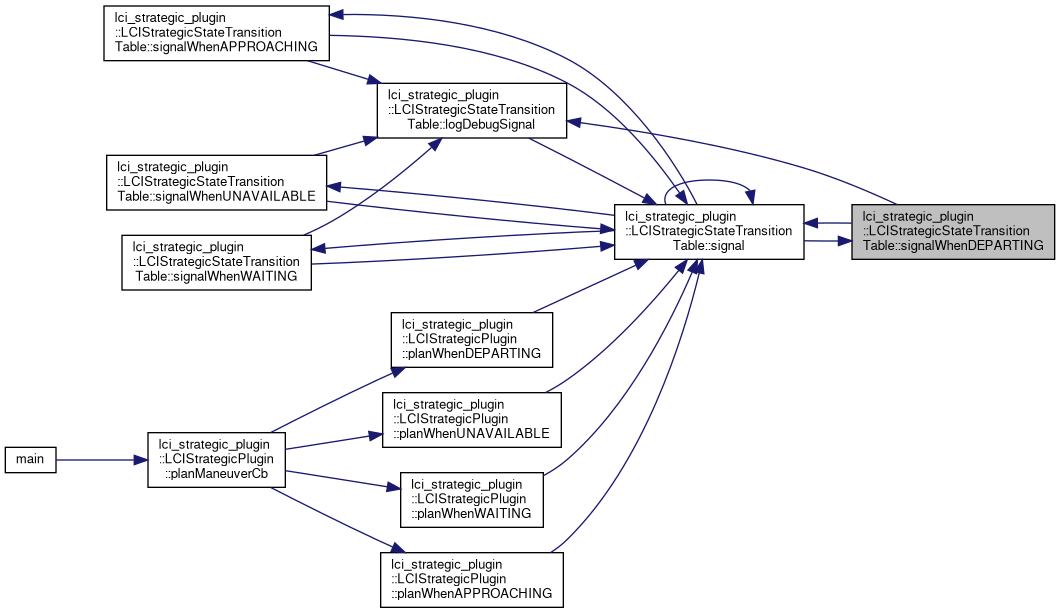 lci_strategic_plugin
::LCIStrategicStateTransition
Table::signalWhenAPPROACHING
lci_strategic_plugin
::LCIStrategicStateTransition
Table::logDebugSignal
lci_strategic_plugin
::LCIStrategicStateTransition
Table::signalWhenUNAVAILABLE
lci_strategic_plugin
::LCIStrategicStateTransition
Table::signal
lci_strategic_plugin
::LCIStrategicStateTransition
Table::signalWhenDEPARTING
lci_strategic_plugin
::LCIStrategicStateTransition
Table::signalWhenWAITING
lci_strategic_plugin
::LCIStrategicPlugin
::planWhenDEPARTING
lci_strategic_plugin
::LCIStrategicPlugin
::planWhenUNAVAILABLE
main
lci_strategic_plugin
::LCIStrategicPlugin
::planManeuverCb
lci_strategic_plugin
::LCIStrategicPlugin
::planWhenWAITING
lci_strategic_plugin
::LCIStrategicPlugin
::planWhenAPPROACHING